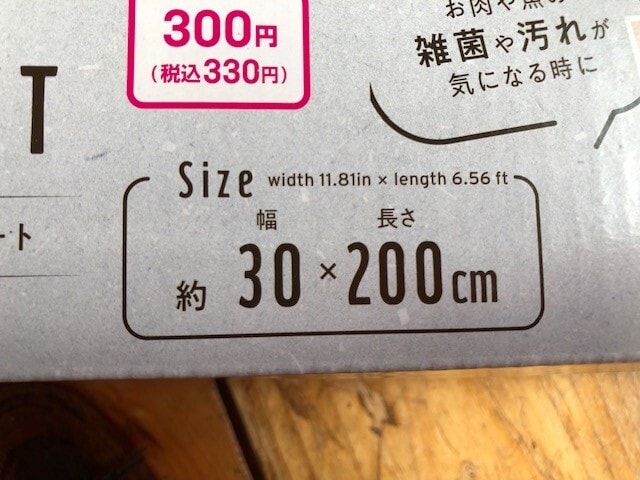 300円
(税込330円)
お肉や魚の
雑菌や汚れが
気になる時に
T
ート
Size width 11.81in × length 6.56 ft
幅 長さ
約 30 × 200cm